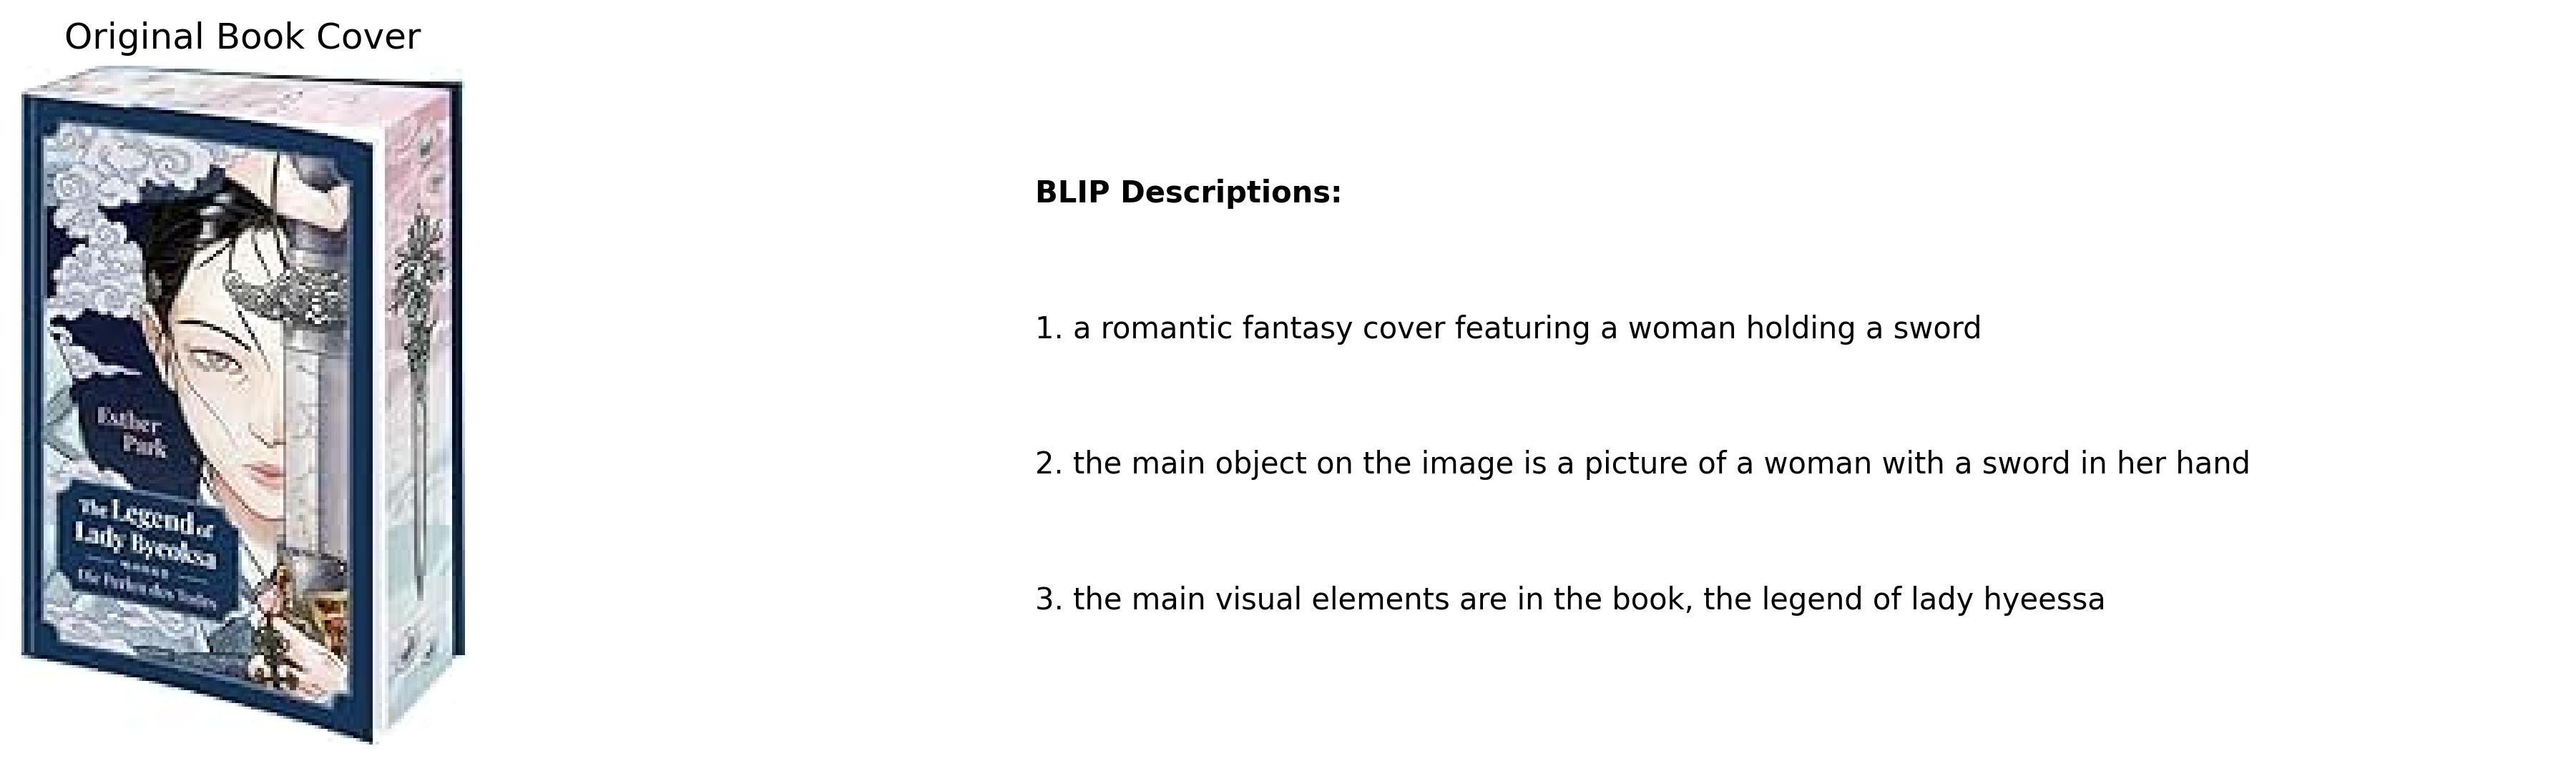 Original Book Cover
Esther
Park
The Legend of
Lady Byeoksa
Die Perlen des Todes
BLIP Descriptions:
1. a romantic fantasy cover featuring a woman holding a sword
2. the main object on the image is a picture of a woman with a sword in her hand
3. the main visual elements are in the book, the legend of lady hyeessa